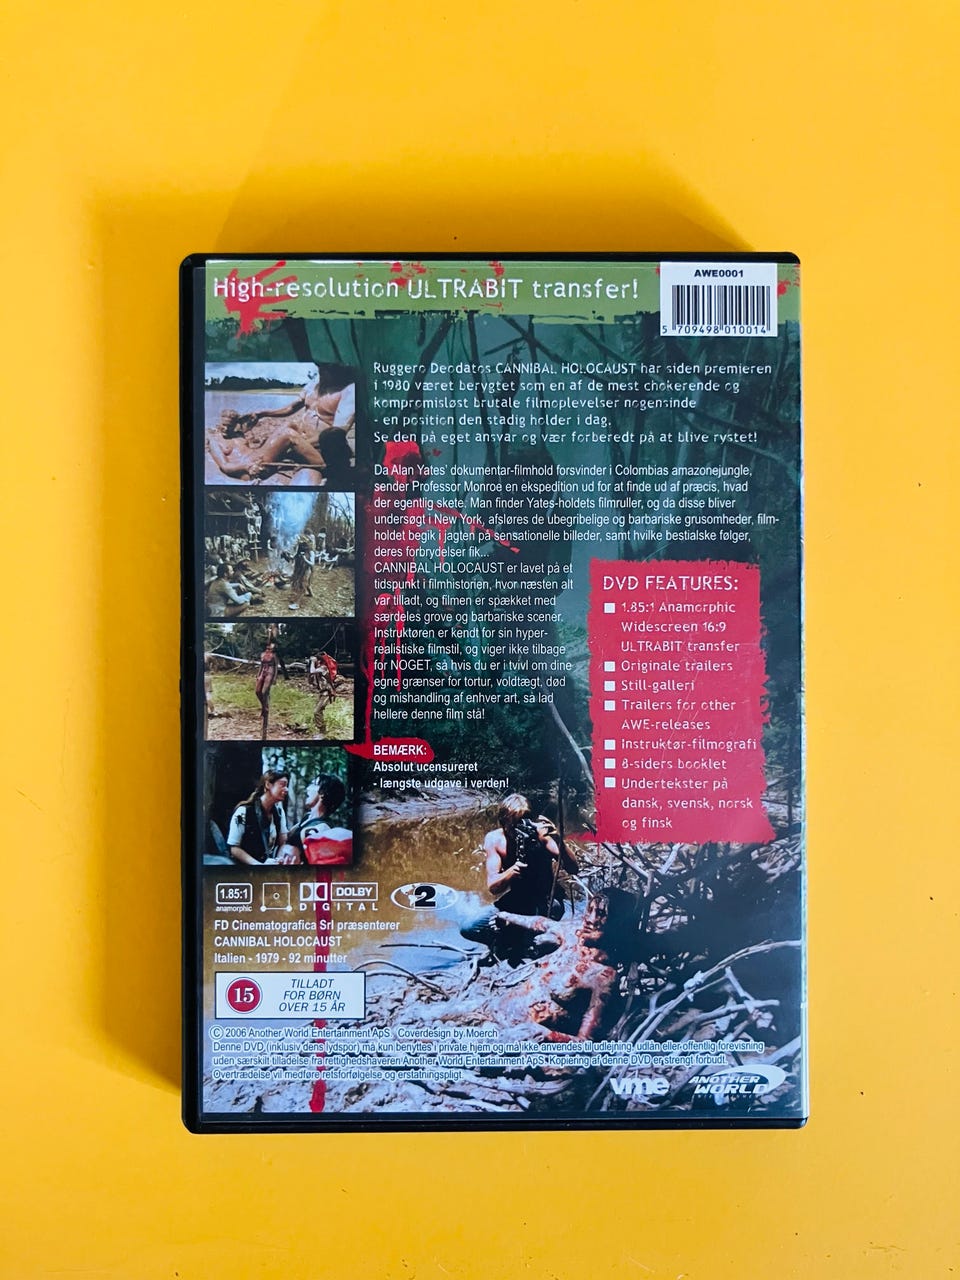 High-resolution ULTRABIT transfer!
AWE0001
5 709498 010014
Ruggero Deodatos CANNIBAL HOLOCAUST har siden premieren
i 1980 været berygtet som en af de mest chokerende og
kompromisløst brutale filmoplevelser nogensinde
- en position den stadig holder i dag.
Se den på eget ansvar og vær forberedt på at blive rystet!
Da Alan Yates' dokumentar-filmhold forsvinder i Colombias amazonejungle,
sender Professor Monroe en ekspedition ud for at finde ud af præcis, hvad
der egentlig skete. Man finder Yates-holdets filmruller, og da disse bliver
undersøgt i New York, afsløres de ubegribelige og barbariske grusomheder, film-
holdet begik i jagten på sensationelle billeder, samt hvilke bestialske følger,
deres forbrydelser fik...
CANNIBAL HOLOCAUST er lavet på et
tidspunkt i filmhistorien, hvor næsten alt
var tilladt, og filmen er spækket med
særdeles grove og barbariske scener.
Instruktøren er kendt for sin hyper-
realistiske filmstil, og viger ikke tilbage
for NOGET, så hvis du er i tvivl om dine
egne grænser for tortur, voldtægt, død
og mishandling af enhver art, så lad
hellere denne film stå!
BEMÆRK:
Absolut ucensureret
- længste udgave i verden!
DVD FEATURES:
1.85:1 Anamorphic
Widescreen 16:9
ULTRABIT transfer
Originale trailers
Still-galleri
Trailers for other
AWE-releases
Instruktør-filmografi
8-siders booklet
Undertekster på
dansk, svensk, norsk
og finsk
1.85:1
anamorphic
DOLBY
DIGITAL
2
FD Cinematografica Srl præsenterer
CANNIBAL HOLOCAUST
Italien - 1979 - 92 minutter
15
TILLADT
FOR BØRN
OVER 15 ÅR
© 2006 Another World Entertainment ApS Coverdesign by Moerch
Denne DVD (inklusiv dens lydspor) må kun benyttes i private hjem og må ikke anvendes til udlejning, udlån eller offentlig forevisning
uden særskilt tilladelse fra rettighedshaveren Another World Entertainment ApS. Kopiering af denne DVD er strengt forbudt.
Overtrædelse vil medføre retsforfølgelse og erstatningspligt.
vme
ANOTHER
WORLD
ENTERTAINMENT